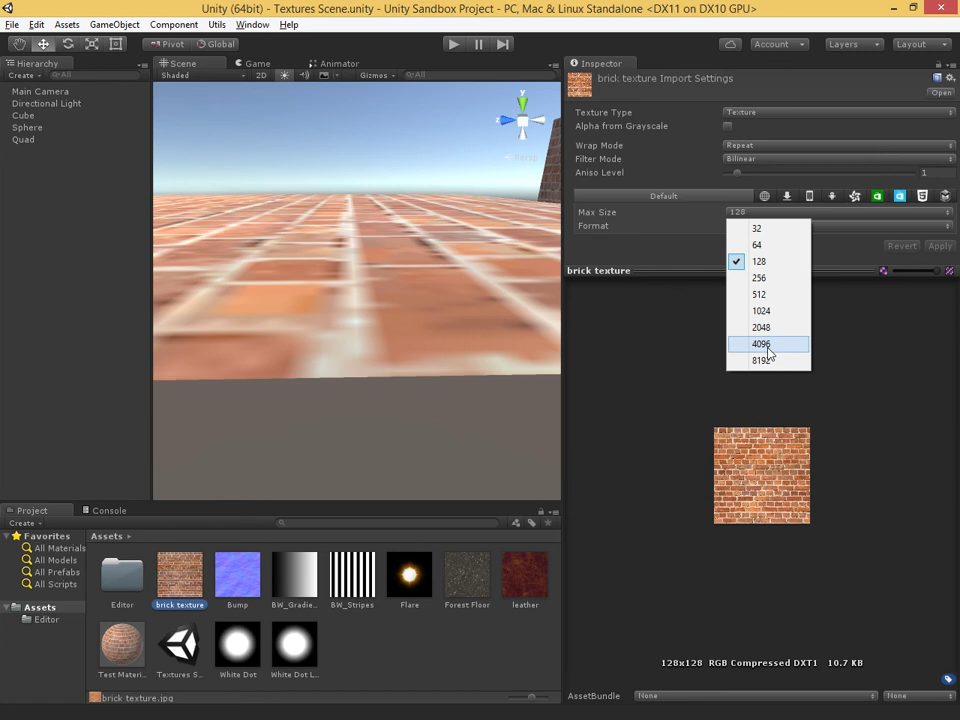 Unity (64bit) - Textures Scene.unity - Unity Sandbox Project - PC, Mac & Linux Standalone <DX11 on DX10 GPU>
File Edit Assets GameObject Component Utils Window Help
Pivot Global Account Layers Layout
Hierarchy Scene Game Animator Inspector
Create All Shaded 2D Gizmos All
brick texture Import Settings
Open
Main Camera
Directional Light
Cube
Sphere
Quad
y
z
Persp
Texture Type Texture
Alpha from Grayscale
Wrap Mode Repeat
Filter Mode Bilinear
Aniso Level 1
Default
Max Size 128
Format
Revert Apply
32
64
128
256
512
1024
2048
4096
8192
brick texture
Project Console
Create
Favorites
All Materials
All Models
All Prefabs
All Scripts
Assets
Editor
Assets
Editor brick texture Bump BW_Gradie... BW_Stripes Flare Forest Floor leather
Test Materi... Textures S... White Dot White Dot L...
brick texture.jpg
128x128 RGB Compressed DXT1 10.7 KB
AssetBundle None None